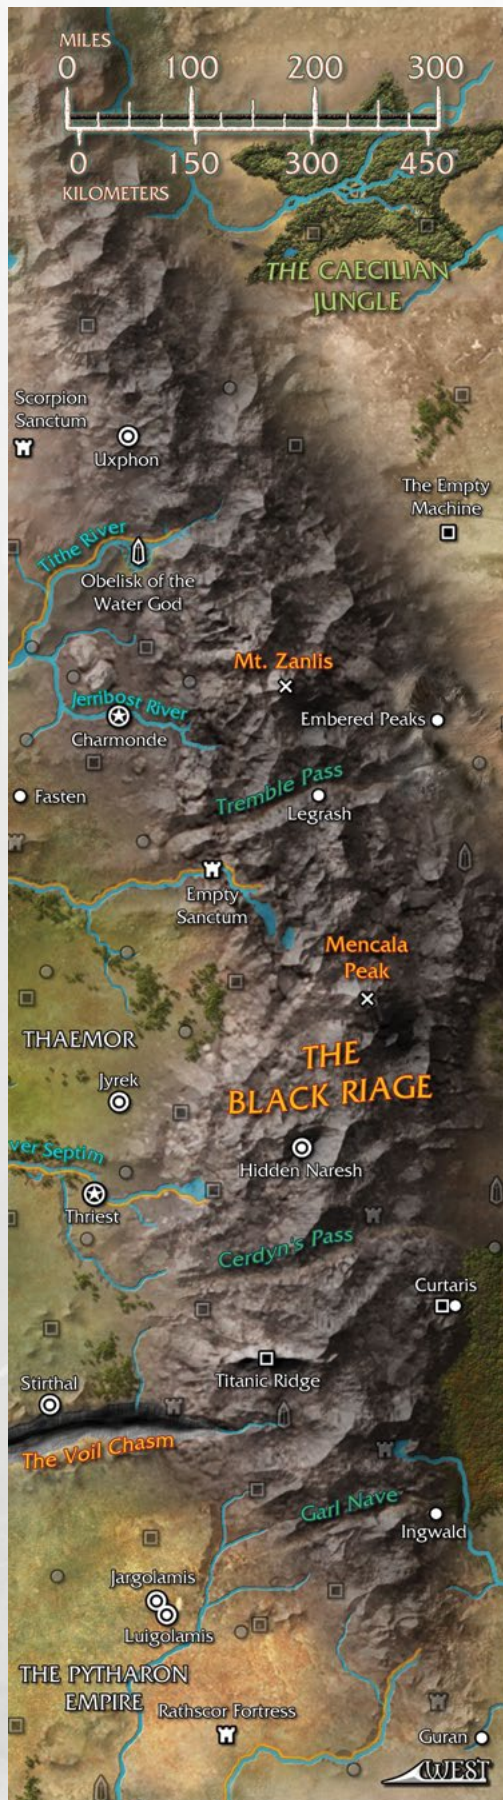 MILES
0 100 200 300
0 150 300 450
KILOMETERS
THE CAECILIAN
JUNGLE
Scorpion
Sanctum
Uxphon
The Empty
Machine
Tithe River
Obelisk of the
Water God
Mt. Zanlis
Jerribost River
Embered Peaks
Charmonde
Tremble Pass
Fasten
Legrash
Empty
Sanctum
Mencala
Peak
THAEMOR
THE
BLACK RIAGE
Jyrek
ver Septim
Hidden Naresh
Thriest
Cerdyn's Pass
Curtaris
Titanic Ridge
Stirthal
The Voil Chasm
Garl Nave
Ingwald
Jargolamis
Luigolamis
THE PYTHARON
EMPIRE
Rathscor Fortress
Guran
WEST